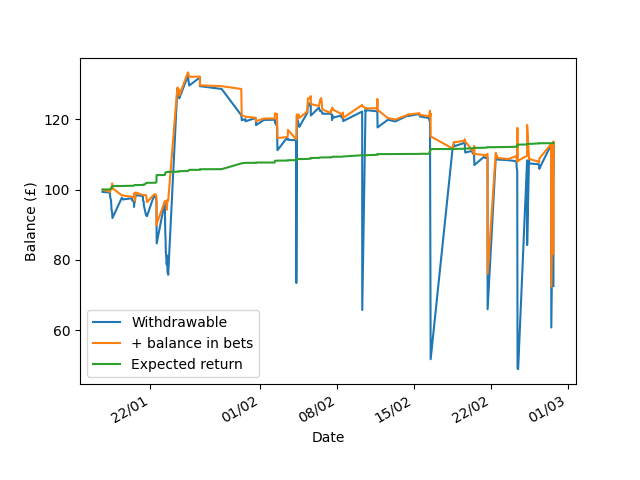 120
100
80
60
Balance (£)
Withdrawable
+ balance in bets
Expected return
22/01
01/02
08/02
15/02
22/02
01/03
Date